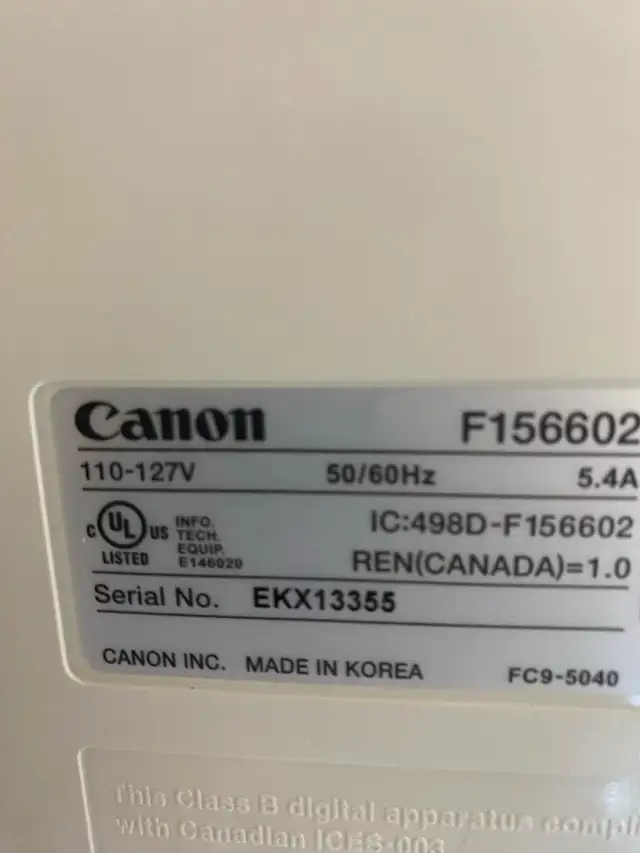 Canon F156602
110-127V 50/60Hz 5.4A
C UL US LISTED INFO. TECH. EQUIP. E146020
IC:498D-F156602
REN(CANADA)=1.0
Serial No. EKX13355
CANON INC. MADE IN KOREA FC9-5040
This Class B digital apparatus compli
with Canadian ICES-003